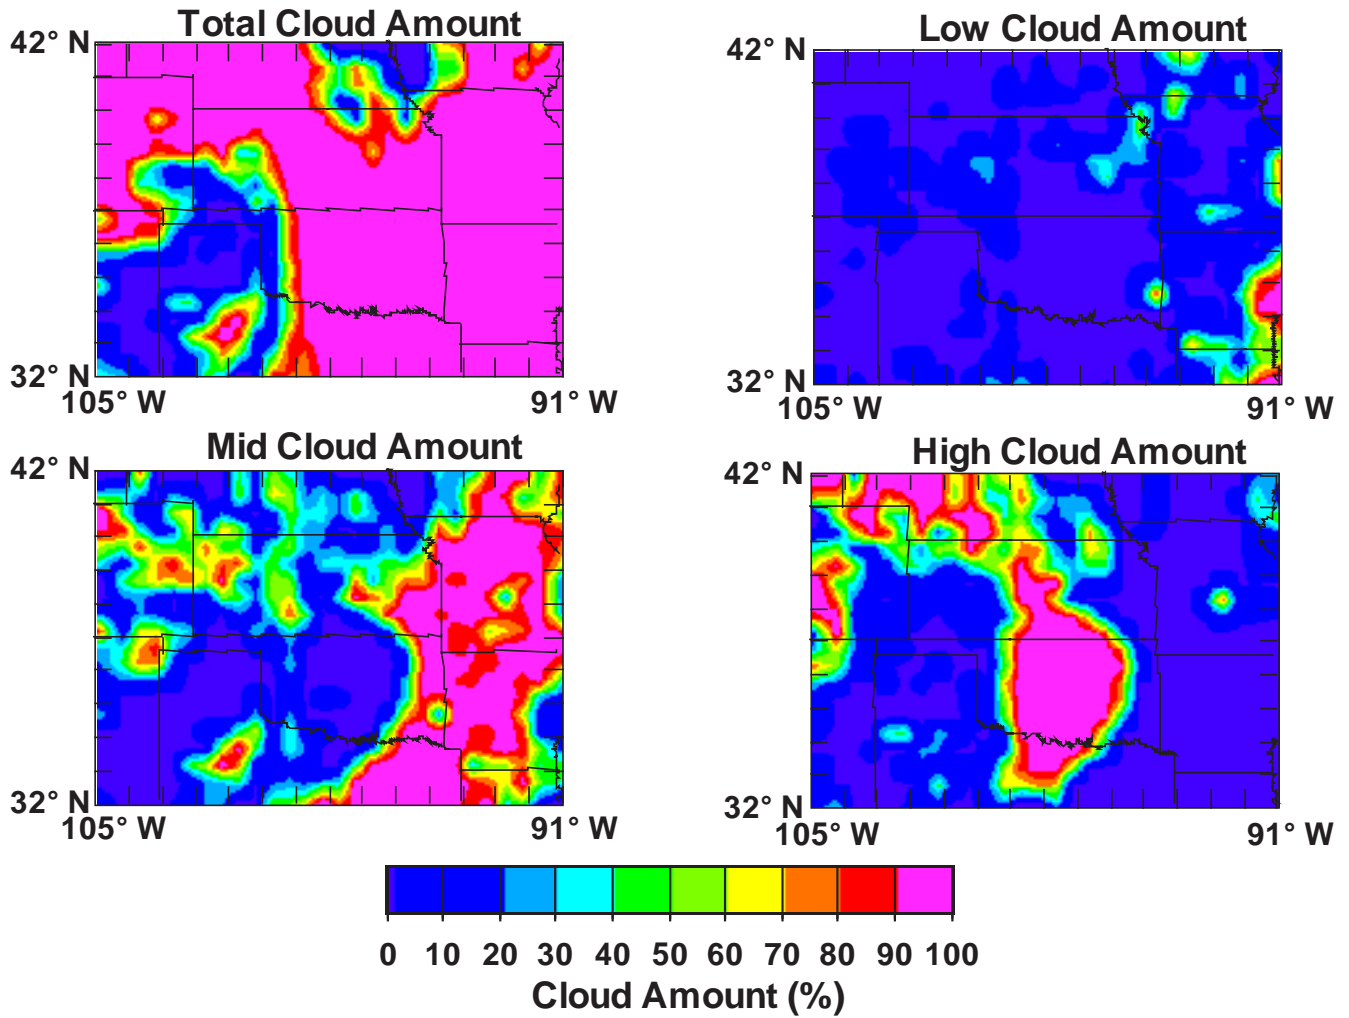 Total Cloud Amount
42° N
32° N
105° W
91° W
Low Cloud Amount
42° N
32° N
105° W
91° W
Mid Cloud Amount
42° N
32° N
105° W
91° W
High Cloud Amount
42° N
32° N
105° W
91° W
0 10 20 30 40 50 60 70 80 90 100
Cloud Amount (%)